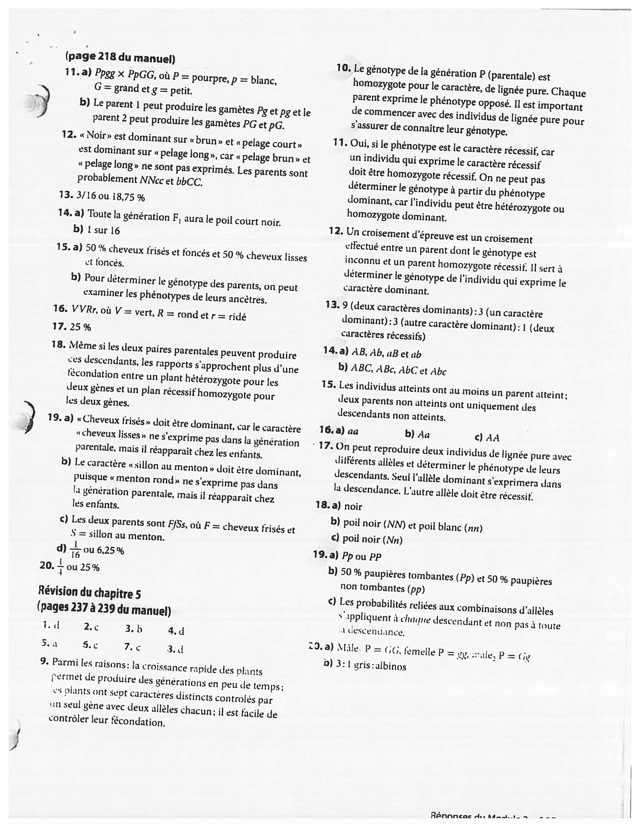 (page 218 du manuel)
11. a) Ppgg × PpGG, où P = pourpre, p = blanc,
G = grand et g = petit.
b) Le parent 1 peut produire les gamètes Pg et pg et le
parent 2 peut produire les gamètes PG et pG.
12. « Noir » est dominant sur « brun » et « pelage court »
est dominant sur « pelage long », car « pelage brun » et
« pelage long » ne sont pas exprimés. Les parents sont
probablement NNcc et bbCC.
13. 3/16 ou 18,75 %
14. a) Toute la génération F₁ aura le poil court noir.
b) 1 sur 16
15. a) 50 % cheveux frisés et foncés et 50 % cheveux lisses
et foncés.
b) Pour déterminer le génotype des parents, on peut
examiner les phénotypes de leurs ancêtres.
16. VVRr, où V = vert, R = rond et r = ridé
17. 25 %
18. Même si les deux paires parentales peuvent produire
ces descendants, les rapports s'approchent plus d'une
fécondation entre un plant hétérozygote pour les
deux gènes et un plan récessif homozygote pour
les deux gènes.
19. a) « Cheveux frisés » doit être dominant, car le caractère
« cheveux lisses » ne s'exprime pas dans la génération
parentale, mais il réapparaît chez les enfants.
b) Le caractère « sillon au menton » doit être dominant,
puisque « menton rond » ne s'exprime pas dans
la génération parentale, mais il réapparaît chez
les enfants.
c) Les deux parents sont FfSs, où F = cheveux frisés et
S = sillon au menton.
d) 1/16 ou 6,25 %
20. 1/4 ou 25 %
Révision du chapitre 5
(pages 237 à 239 du manuel)
1. d 2. c 3. b 4. d
5. a 6. c 7. c 8. d
9. Parmi les raisons : la croissance rapide des plants
permet de produire des générations en peu de temps ;
les plants ont sept caractères distincts controlés par
un seul gène avec deux allèles chacun ; il est facile de
contrôler leur fécondation.
10. Le génotype de la génération P (parentale) est
homozygote pour le caractère, de lignée pure. Chaque
parent exprime le phénotype opposé. Il est important
de commencer avec des individus de lignée pure pour
s'assurer de connaître leur génotype.
11. Oui, si le phénotype est le caractère récessif, car
un individu qui exprime le caractère récessif
doit être homozygote récessif. On ne peut pas
déterminer le génotype à partir du phénotype
dominant, car l'individu peut être hétérozygote ou
homozygote dominant.
12. Un croisement d'épreuve est un croisement
effectué entre un parent dont le génotype est
inconnu et un parent homozygote récessif. Il sert à
déterminer le génotype de l'individu qui exprime le
caractère dominant.
13. 9 (deux caractères dominants) : 3 (un caractère
dominant) : 3 (autre caractère dominant) : 1 (deux
caractères récessifs)
14. a) AB, Ab, aB et ab
b) ABC, ABc, AbC et Abc
15. Les individus atteints ont au moins un parent atteint ;
deux parents non atteints ont uniquement des
descendants non atteints.
16. a) aa b) Aa c) AA
17. On peut reproduire deux individus de lignée pure avec
différents allèles et déterminer le phénotype de leurs
descendants. Seul l'allèle dominant s'exprimera dans
la descendance. L'autre allèle doit être récessif.
18. a) noir
b) poil noir (NN) et poil blanc (nn)
c) poil noir (Nn)
19. a) Pp ou PP
b) 50 % paupières tombantes (Pp) et 50 % paupières
non tombantes (pp)
c) Les probabilités reliées aux combinaisons d'allèles
s'appliquent à chaque descendant et non pas à toute
la descendance.
20. a) Mâle, P = GG, femelle P = gg, mâle, P = Gg
b) 3 : 1 gris : albinos
Réponses du Module 2